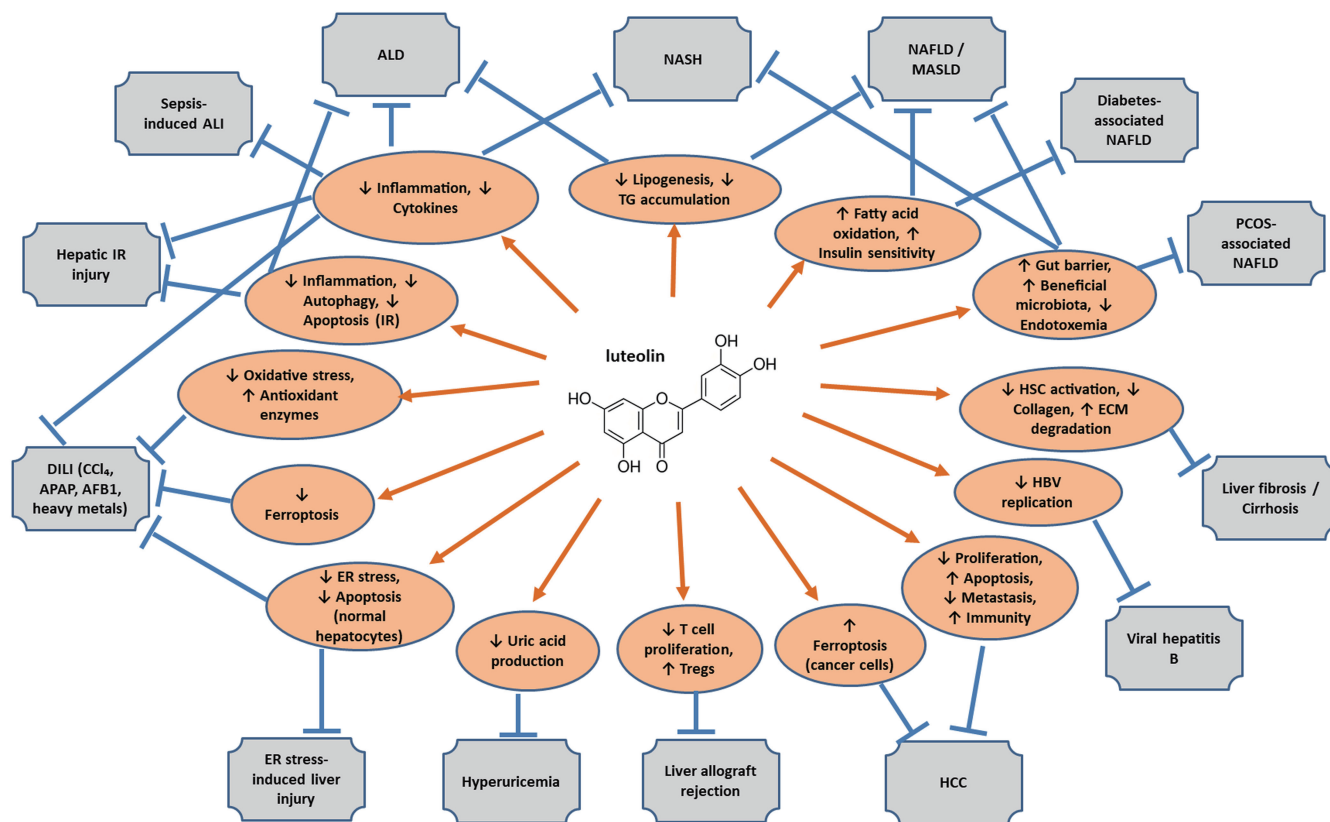 ALD
NASH
NAFLD /
MASLD
Sepsis-
induced ALI
Diabetes-
associated
NAFLD
↓ Inflammation, ↓
Cytokines
↓ Lipogenesis, ↓
TG accumulation
↑ Fatty acid
oxidation, ↑
Insulin sensitivity
PCOS-
associated
NAFLD
Hepatic IR
injury
↓ Inflammation, ↓
Autophagy, ↓
Apoptosis (IR)
↑ Gut barrier,
↑ Beneficial
microbiota, ↓
Endotoxemia
luteolin
OH
OH
HO
O
OH
O
↓ Oxidative stress,
↑ Antioxidant
enzymes
↓ HSC activation, ↓
Collagen, ↑ ECM
degradation
DILI (CCl₄,
APAP, AFB1,
heavy metals)
↓
Ferroptosis
↓ HBV
replication
Liver fibrosis /
Cirrhosis
↓ ER stress,
↓ Apoptosis
(normal
hepatocytes)
↓ Uric acid
production
↓ T cell
proliferation,
↑ Tregs
↑
Ferroptosis
(cancer cells)
↓ Proliferation,
↑ Apoptosis,
↓ Metastasis,
↑ Immunity
Viral hepatitis
B
ER stress-
induced liver
injury
Hyperuricemia
Liver allograft
rejection
HCC